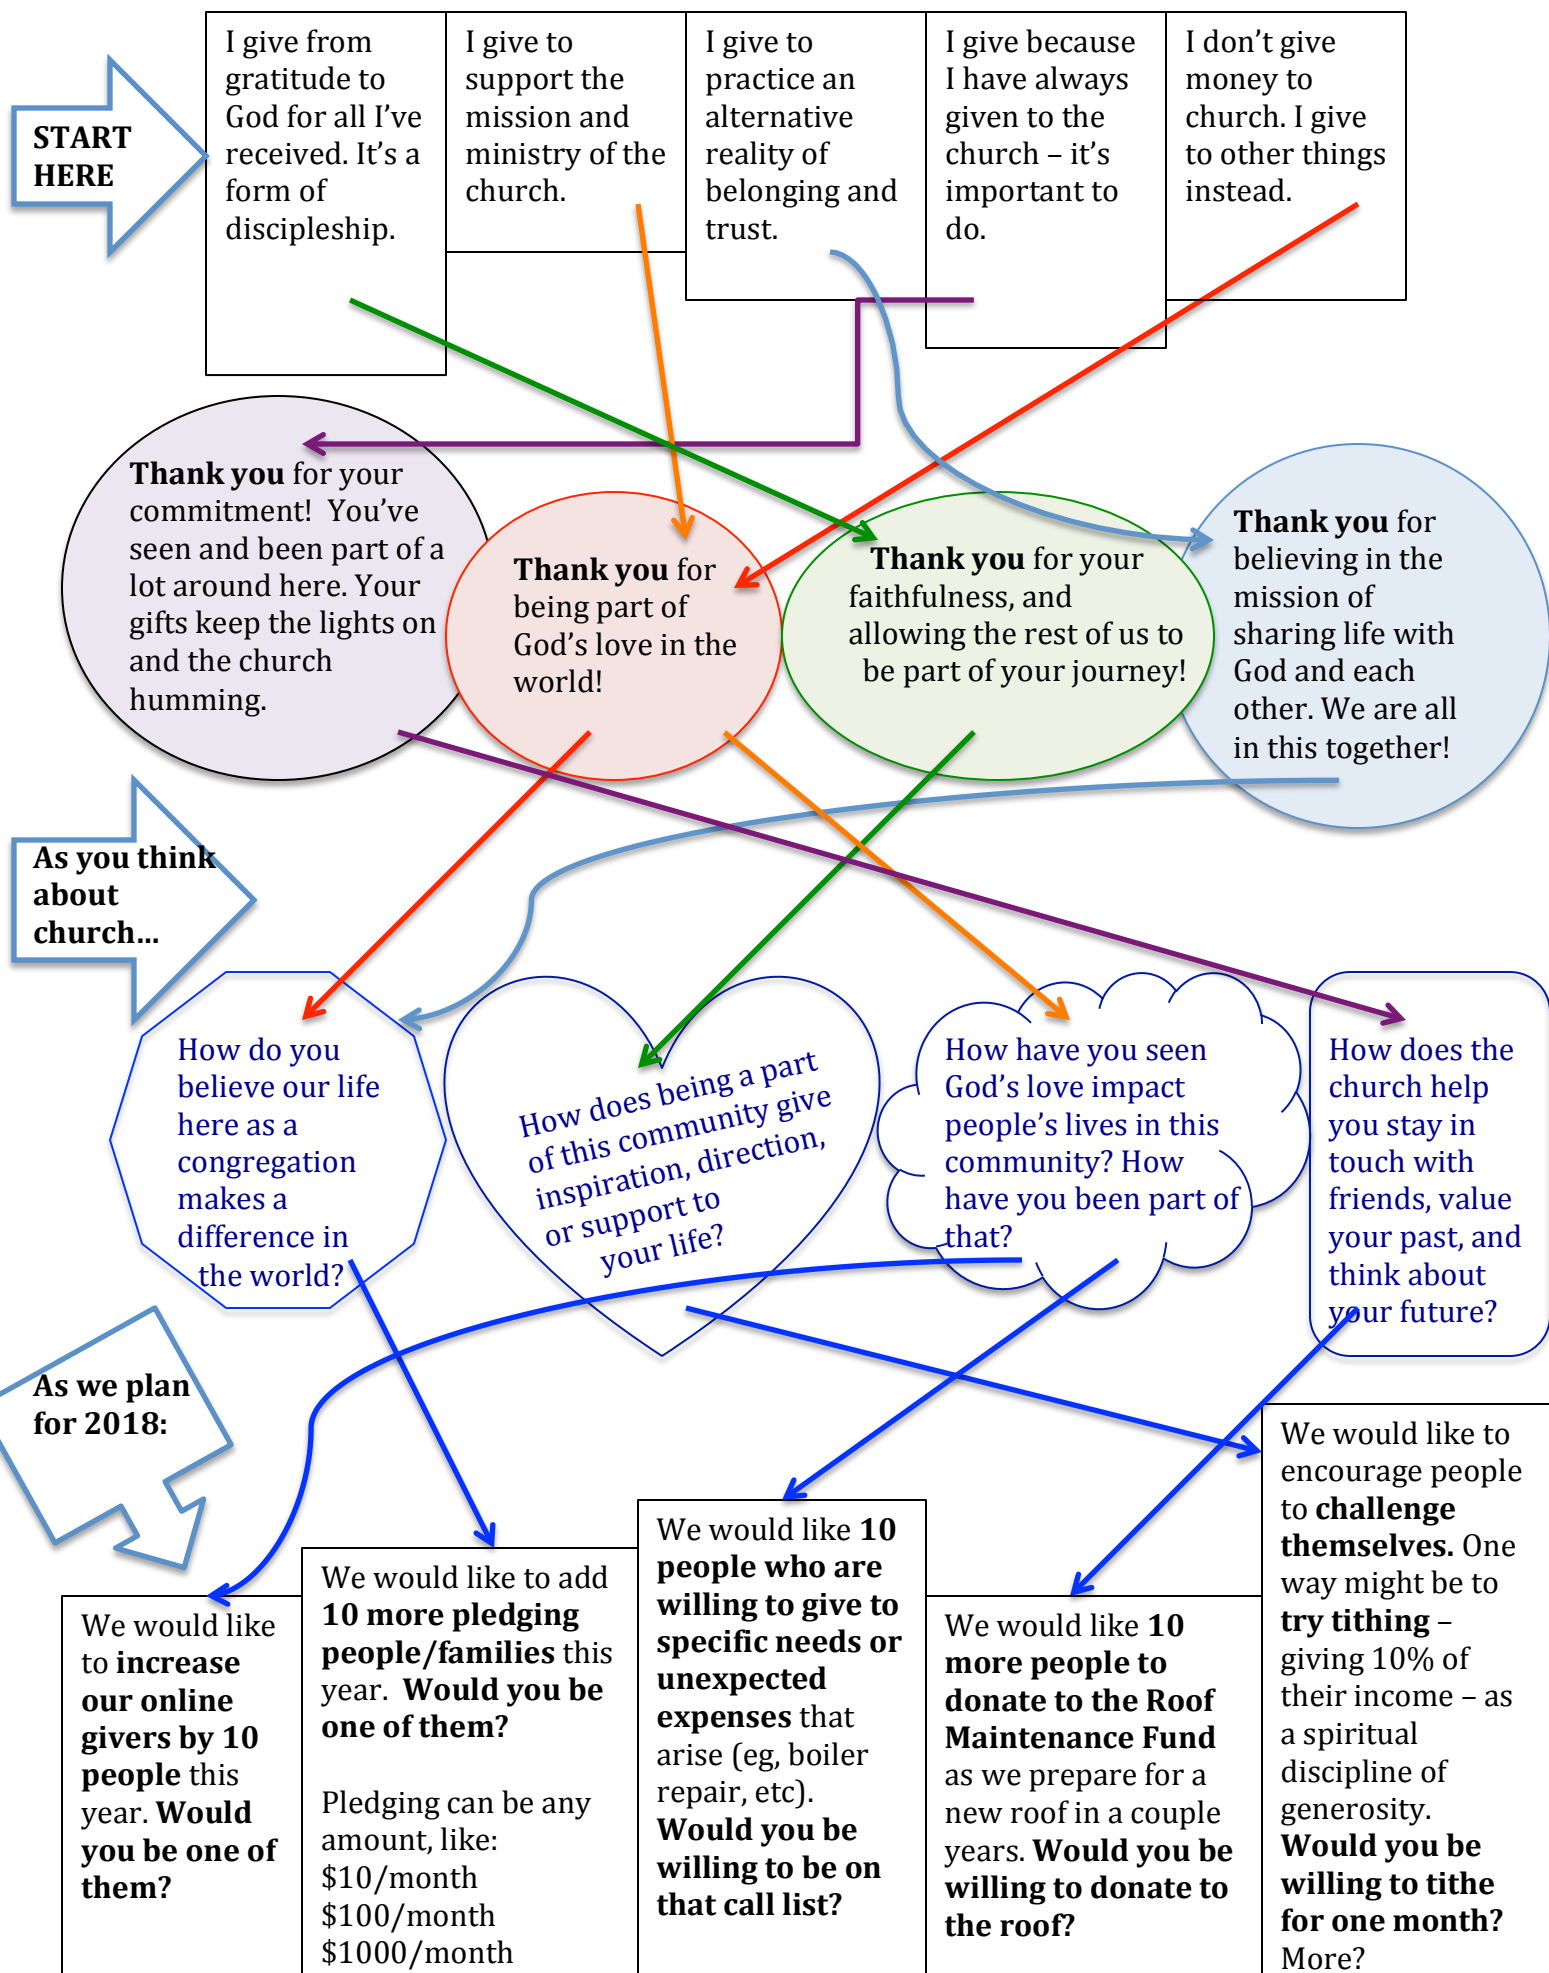 START
HERE
I give from
gratitude to
God for all I've
received. It's a
form of
discipleship.
I give to
support the
mission and
ministry of the
church.
I give to
practice an
alternative
reality of
belonging and
trust.
I give because
I have always
given to the
church – it's
important to
do.
I don't give
money to
church. I give
to other things
instead.
Thank you for your
commitment!  You've
seen and been part of a
lot around here. Your
gifts keep the lights on
and the church
humming.
Thank you for
being part of
God's love in the
world!
Thank you for your
faithfulness, and
allowing the rest of us to
be part of your journey!
Thank you for
believing in the
mission of
sharing life with
God and each
other. We are all
in this together!
As you think
about
church…
How do you
believe our life
here as a
congregation
makes a
difference in
the world?
How does being a part
of this community give
inspiration, direction,
or support to
your life?
How have you seen
God's love impact
people's lives in this
community? How
have you been part of
that?
How does the
church help
you stay in
touch with
friends, value
your past, and
think about
your future?
As we plan
for 2018:
We would like
to increase
our online
givers by 10
people this
year. Would
you be one of
them?
We would like to add
10 more pledging
people/families this
year.  Would you be
one of them?
Pledging can be any
amount, like:
$10/month
$100/month
$1000/month
We would like 10
people who are
willing to give to
specific needs or
unexpected
expenses that
arise (eg, boiler
repair, etc).
Would you be
willing to be on
that call list?
We would like 10
more people to
donate to the Roof
Maintenance Fund
as we prepare for a
new roof in a couple
years. Would you be
willing to donate to
the roof?
We would like to
encourage people
to challenge
themselves. One
way might be to
try tithing –
giving 10% of
their income – as
a spiritual
discipline of
generosity.
Would you be
willing to tithe
for one month?
More?